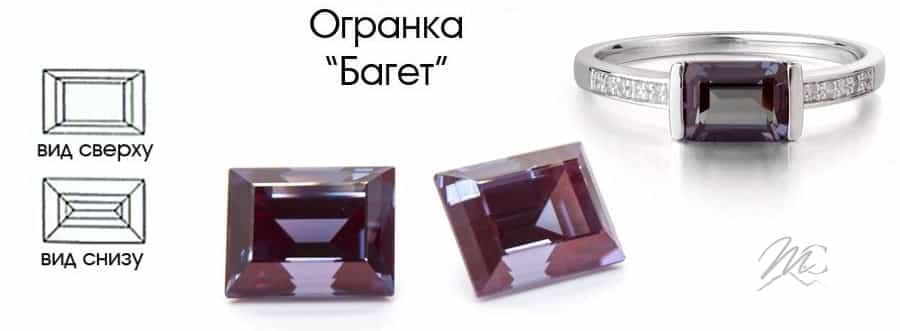 Огранка
“Багет”
вид сверху
вид снизу